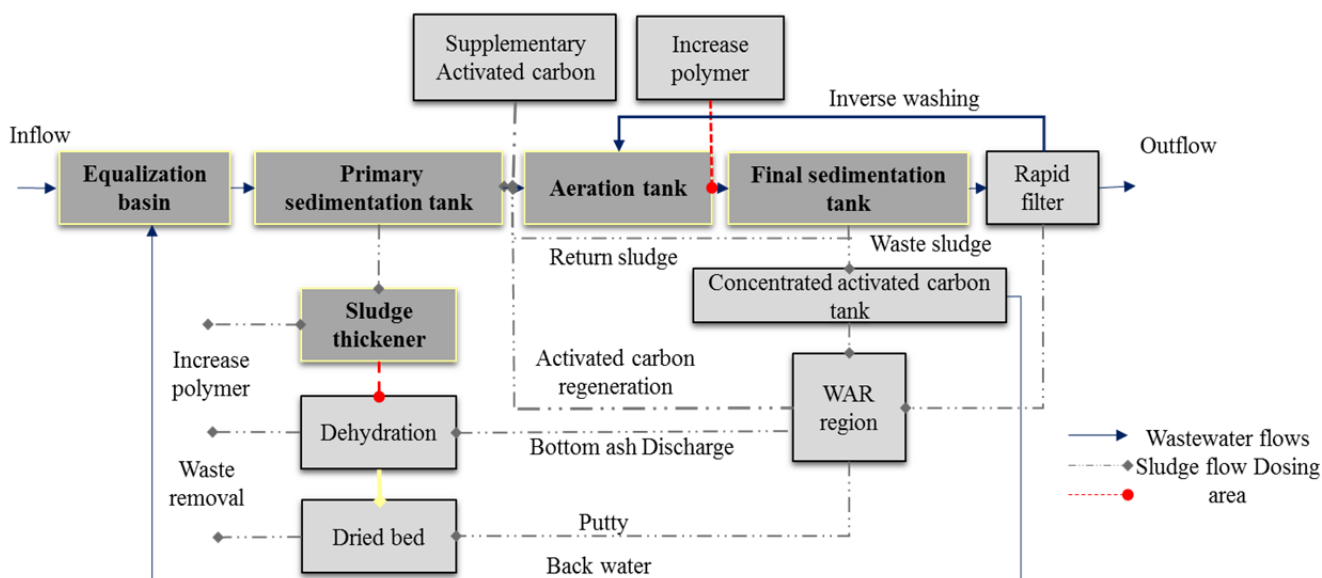 Supplementary
Activated carbon
Increase
polymer
Inverse washing
Inflow
Outflow
Equalization
basin
Primary
sedimentation tank
Aeration tank
Final sedimentation
tank
Rapid
filter
Return sludge
Waste sludge
Concentrated activated carbon
tank
Sludge
thickener
Increase
polymer
Activated carbon
regeneration
WAR
region
Dehydration
Bottom ash Discharge
Waste
removal
Dried bed
Putty
Back water
Wastewater flows
Sludge flow Dosing
area